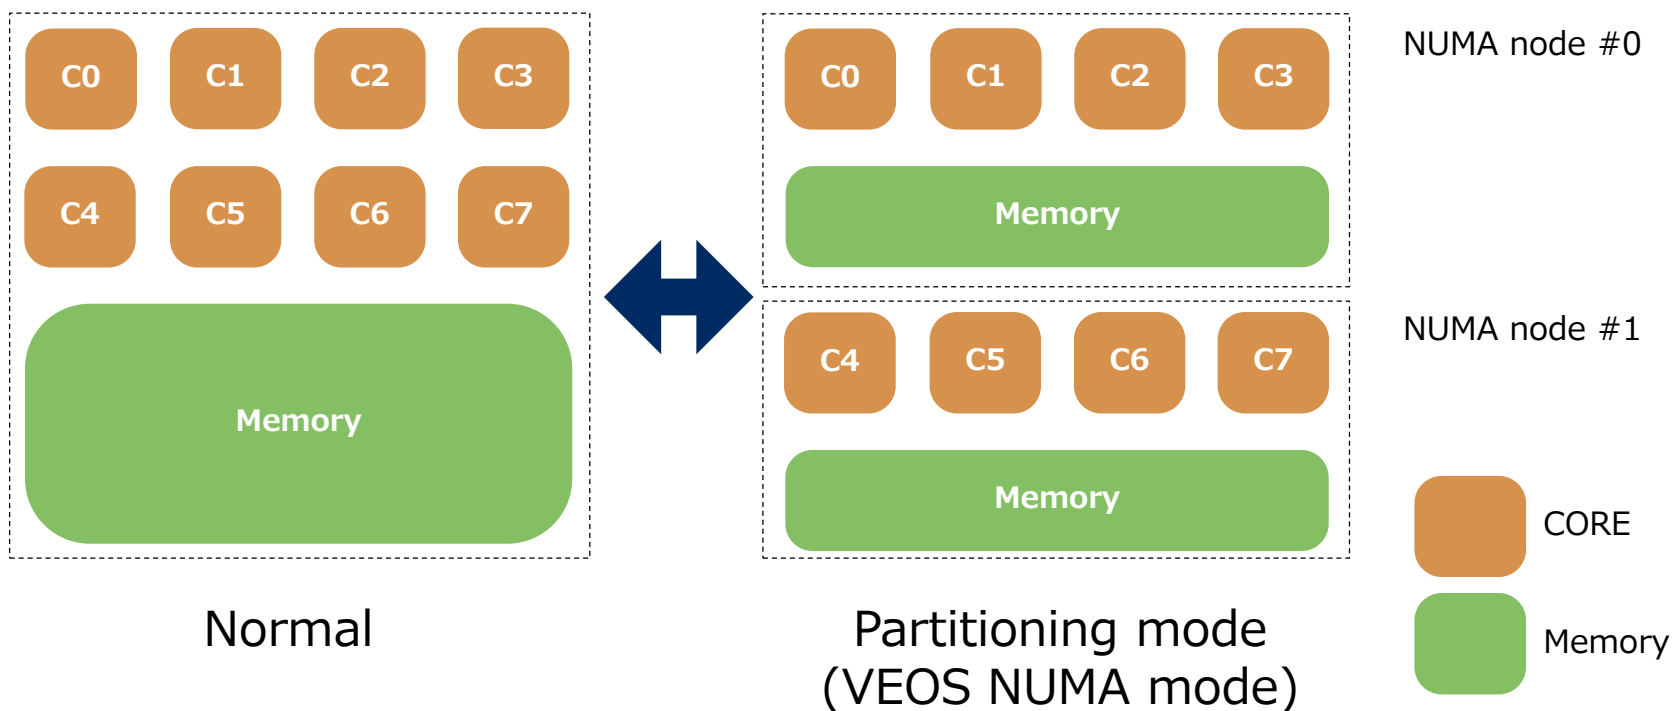 C0 C1 C2 C3
C4 C5 C6 C7
Memory
Normal
C0 C1 C2 C3
Memory
NUMA node #0
C4 C5 C6 C7
Memory
NUMA node #1
Partitioning mode
(VEOS NUMA mode)
CORE
Memory